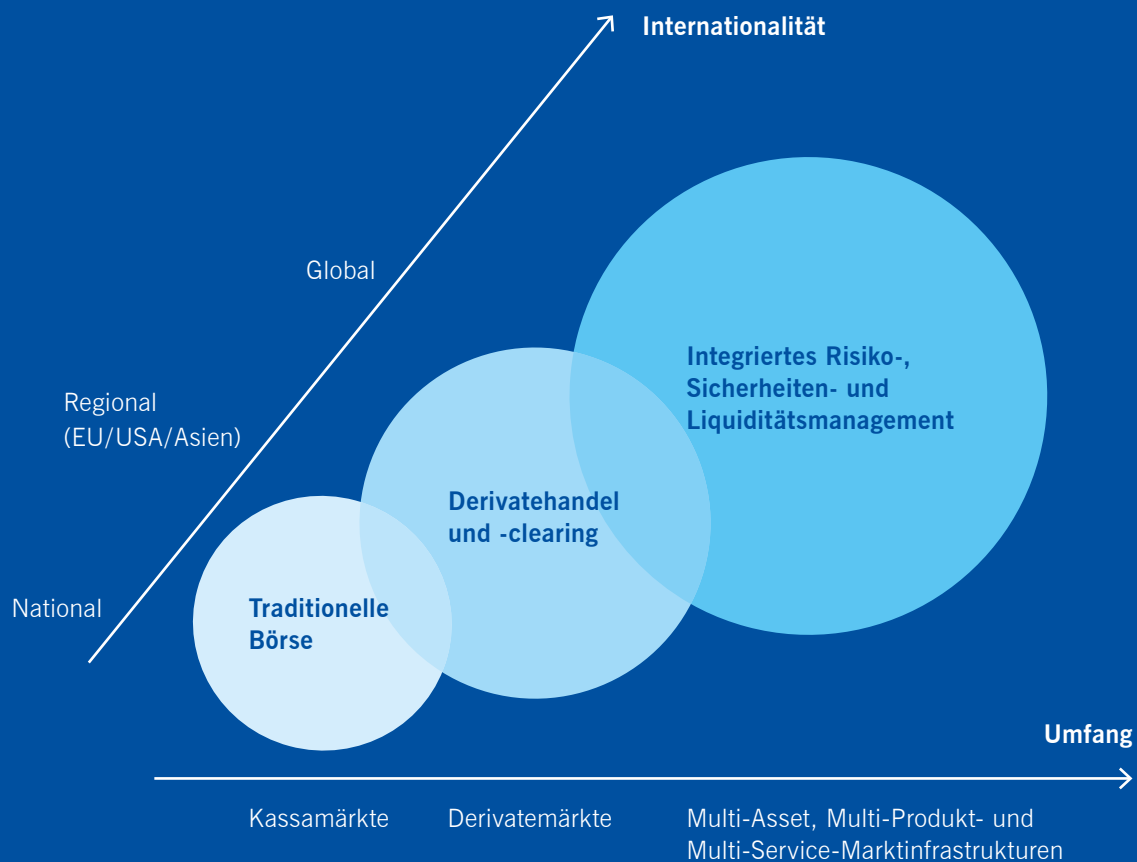 Internationalität
Global
Regional
(EU/USA/Asien)
National
Integriertes Risiko-,
Sicherheiten- und
Liquiditätsmanagement
Derivatehandel
und -clearing
Traditionelle
Börse
Umfang
Kassamärkte
Derivatemärkte
Multi-Asset, Multi-Produkt- und
Multi-Service-Marktinfrastrukturen